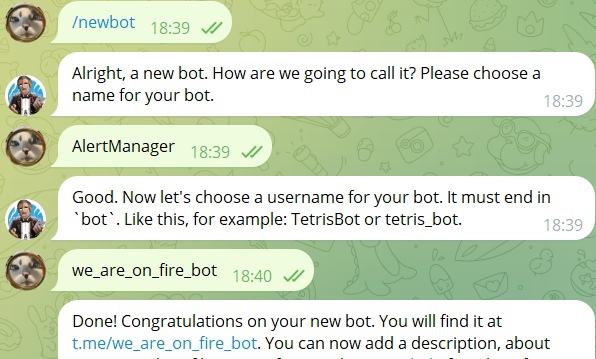 /newbot 18:39
Alright, a new bot. How are we going to call it? Please choose a
name for your bot.
18:39
AlertManager 18:39
Good. Now let's choose a username for your bot. It must end in
`bot`. Like this, for example: TetrisBot or tetris_bot.
18:39
we_are_on_fire_bot 18:40
Done! Congratulations on your new bot. You will find it at
t.me/we_are_on_fire_bot. You can now add a description, about